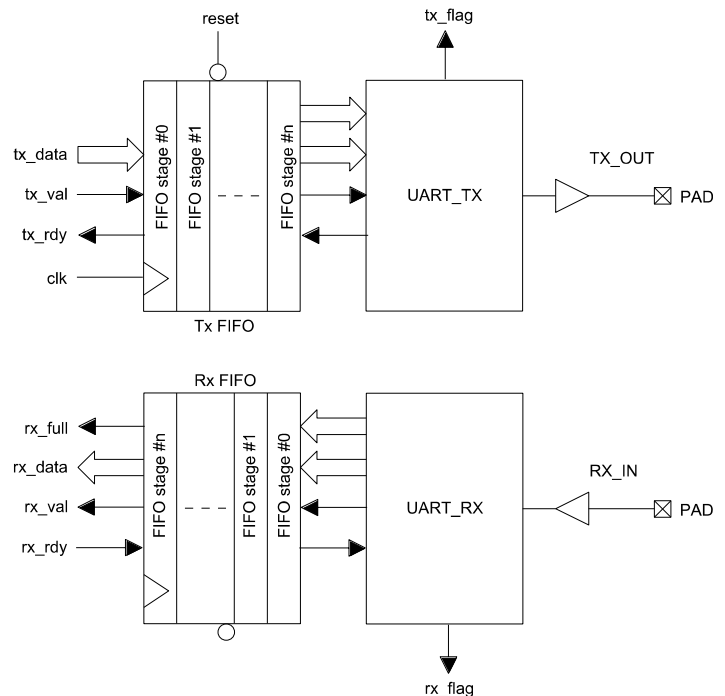 reset
tx_flag
tx_data
tx_val
tx_rdy
clk
FIFO stage #0
FIFO stage #1
FIFO stage #n
UART_TX
TX_OUT
PAD
Tx FIFO
Rx FIFO
rx_full
rx_data
rx_val
rx_rdy
FIFO stage #n
FIFO stage #1
FIFO stage #0
UART_RX
RX_IN
PAD
rx_flag